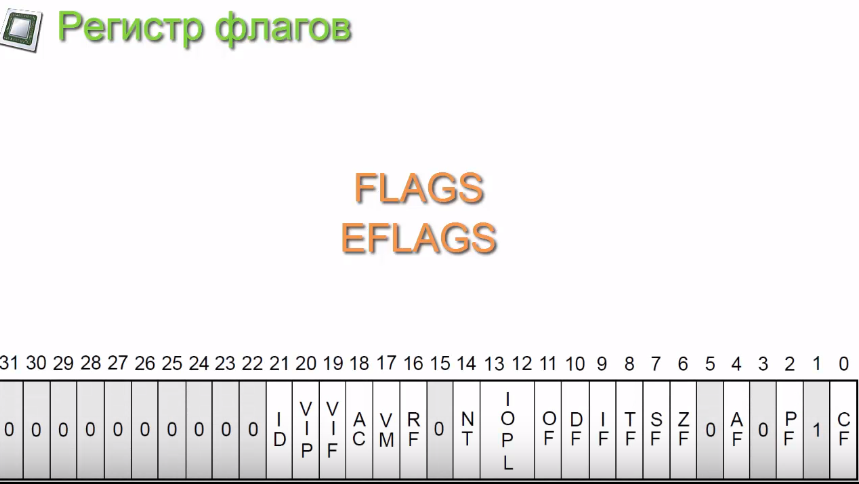 Регистр флагов
FLAGS
EFLAGS
31 30 29 28 27 26 25 24 23 22 21 20 19 18 17 16 15 14 13 12 11 10 9 8 7 6 5 4 3 2 1 0
0 0 0 0 0 0 0 0 0 0 ID VIP VIF AC VM RF 0 NT IOPL OF DF IF TF SF ZF 0 AF 0 PF 1 CF